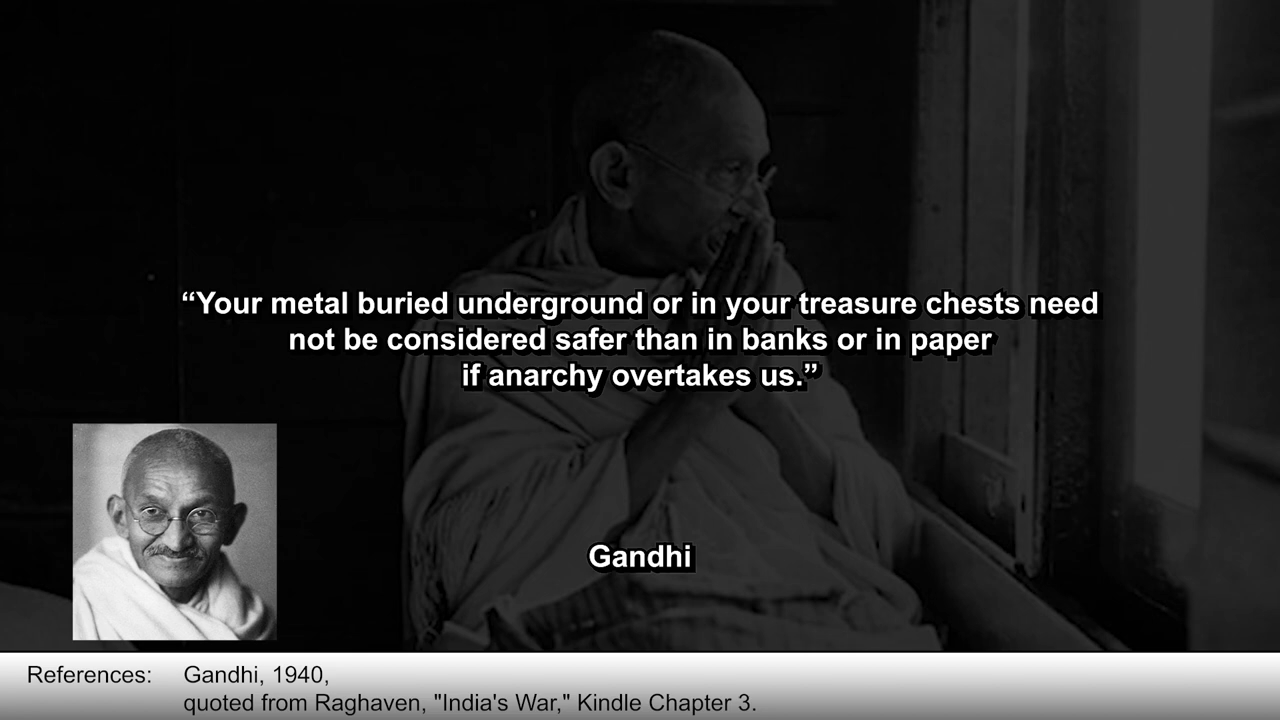 “Your metal buried underground or in your treasure chests need
not be considered safer than in banks or in paper
if anarchy overtakes us.”
Gandhi
References: Gandhi, 1940,
quoted from Raghaven, "India's War," Kindle Chapter 3.